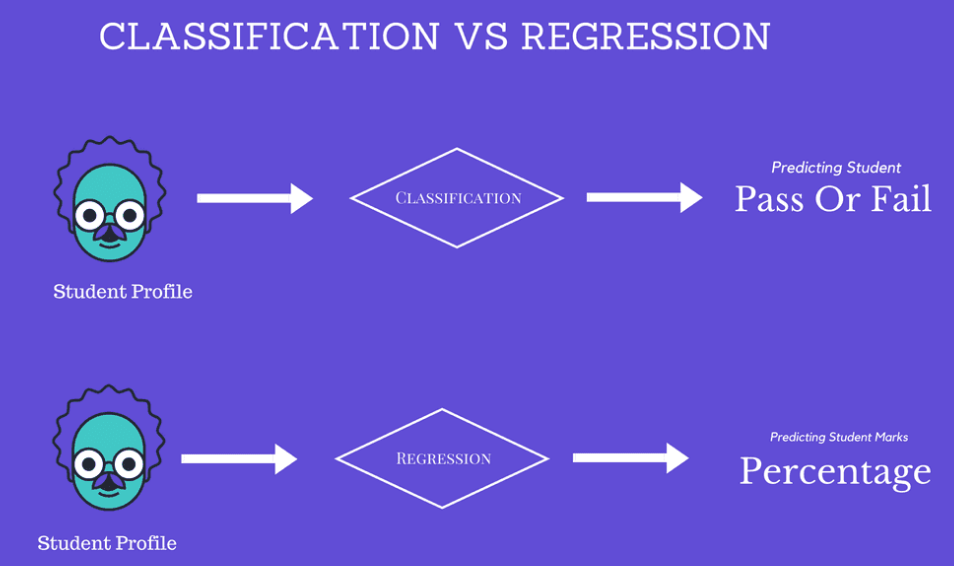 CLASSIFICATION VS REGRESSION
Predicting Student
Classification
Pass Or Fail
Student Profile
Predicting Student Marks
Regression
Percentage
Student Profile